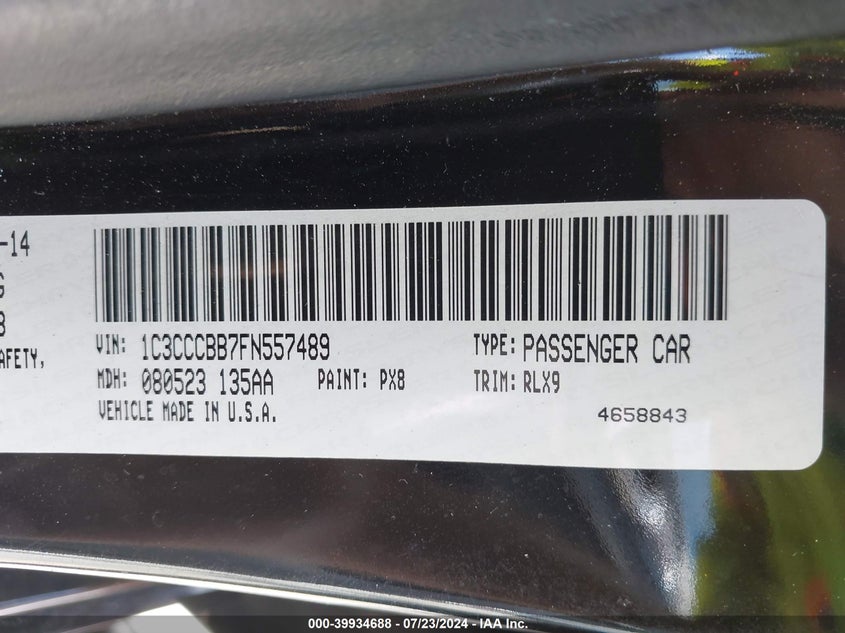 -14
G
8
AFETY,
VIN: 1C3CCCBB7FN557489 TYPE: PASSENGER CAR
MDH: 080523 135AA PAINT: PX8 TRIM: RLX9
VEHICLE MADE IN U.S.A. 4658843
000-39934688 - 07/23/2024 - IAA Inc.